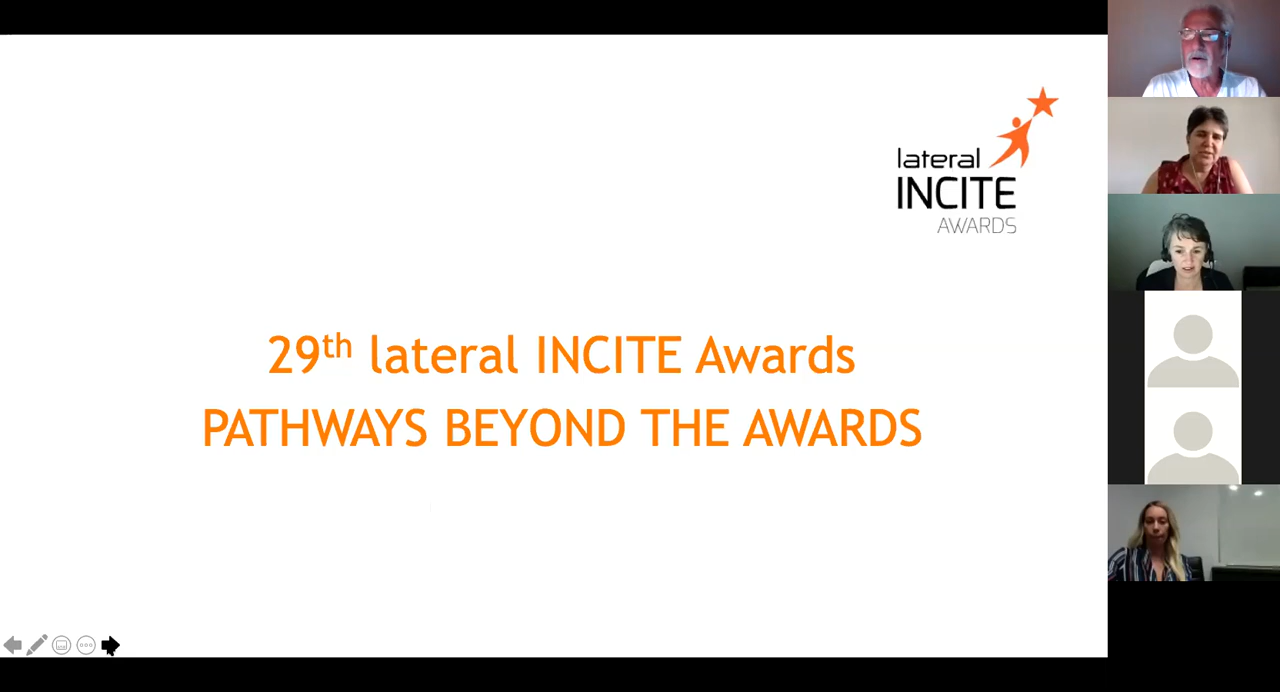 lateral
INCITE
AWARDS
29th lateral INCITE Awards
PATHWAYS BEYOND THE AWARDS